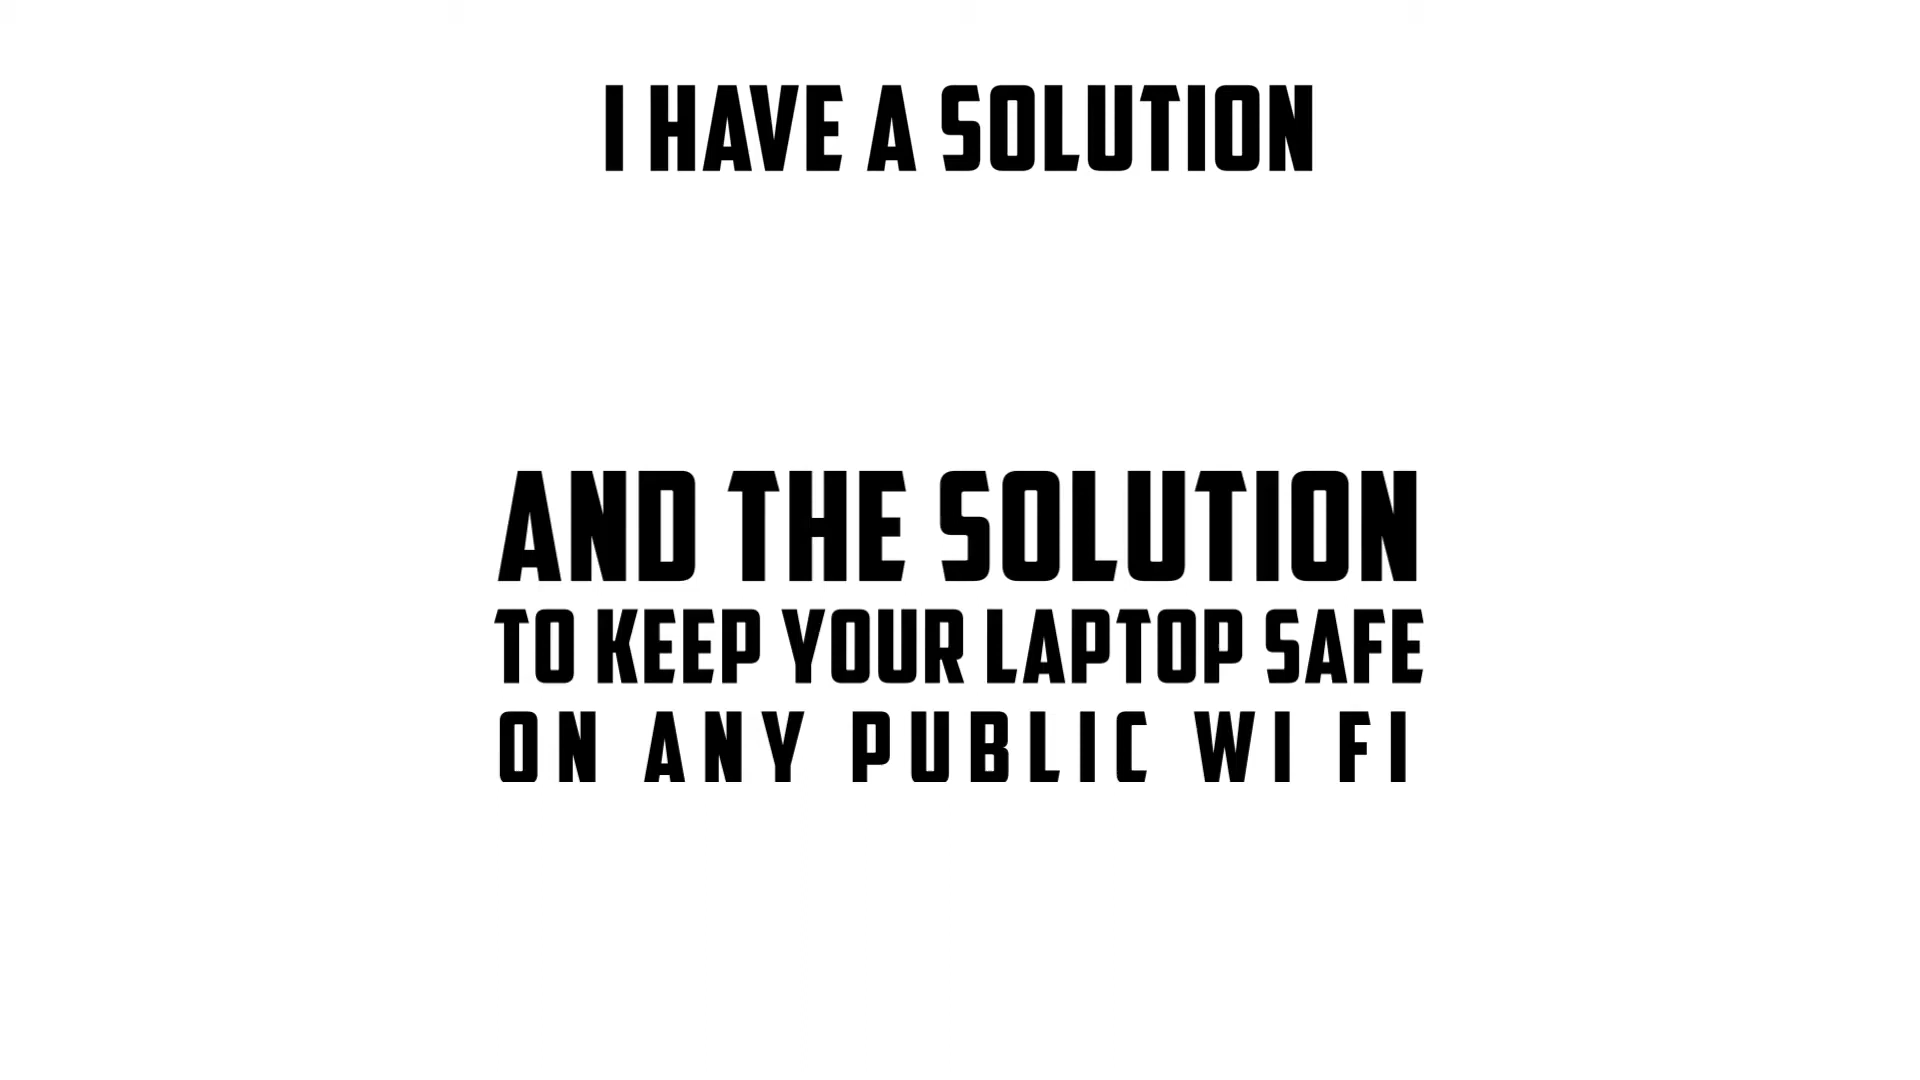 I HAVE A SOLUTION
AND THE SOLUTION
TO KEEP YOUR LAPTOP SAFE
ON ANY PUBLIC WI FI